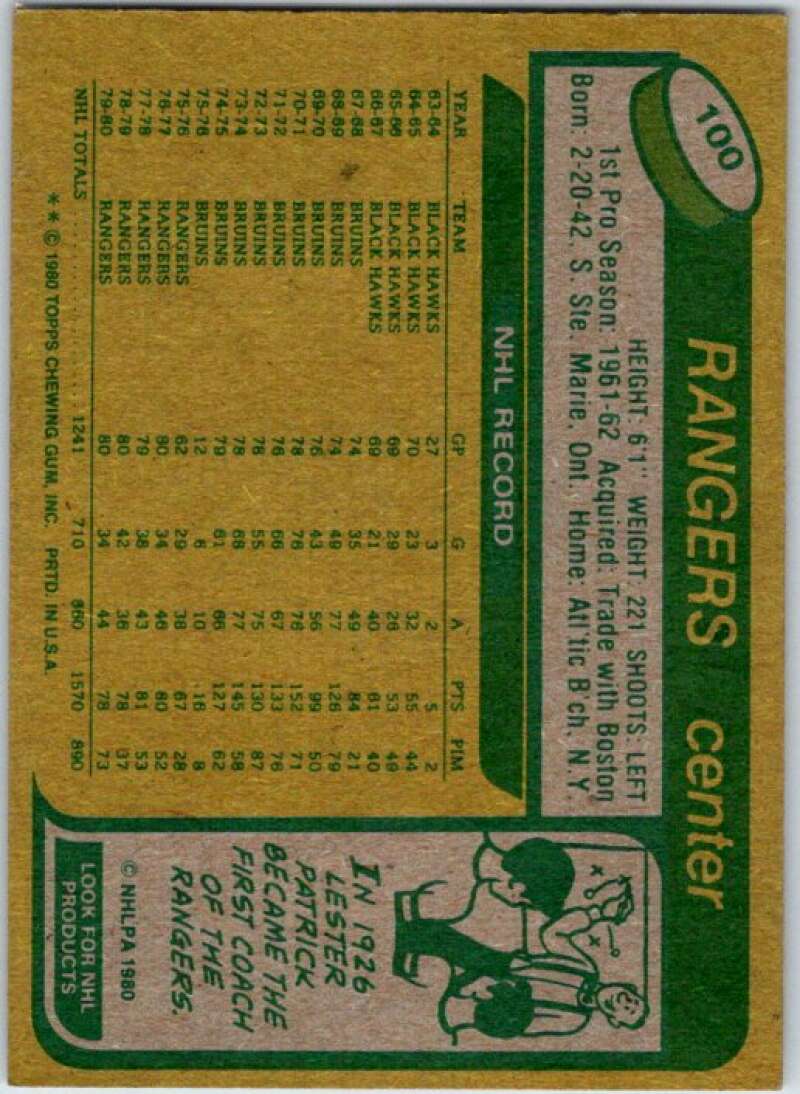 100
RANGERS center
HEIGHT: 6'1" WEIGHT: 221 SHOOTS: LEFT
1st Pro Season: 1961-62 Acquired: Trade with Boston
Born: 2-20-42, S. Ste. Marie, Ont. Home: Atl'tic B'ch, N.Y.
NHL RECORD
YEAR TEAM GP G A PTS PIM
63-64 BLACK HAWKS 27 3 2 5 2
64-65 BLACK HAWKS 70 23 32 55 44
65-66 BLACK HAWKS 69 29 26 53 49
66-67 BLACK HAWKS 69 21 40 61 40
67-68 BRUINS 74 35 49 84 21
68-69 BRUINS 74 49 77 126 79
69-70 BRUINS 76 43 56 99 50
70-71 BRUINS 78 76 76 152 71
71-72 BRUINS 76 66 67 133 76
72-73 BRUINS 78 55 75 130 87
73-74 BRUINS 78 68 77 145 58
74-75 BRUINS 79 61 66 127 62
75-76 BRUINS 12 6 10 16 8
75-76 RANGERS 62 29 38 67 28
76-77 RANGERS 80 34 46 80 52
77-78 RANGERS 79 38 43 81 53
78-79 RANGERS 80 42 36 78 37
79-80 RANGERS 80 34 44 78 73
NHL TOTALS 1241 710 860 1570 890
** © 1980 TOPPS CHEWING GUM, INC. PRTD. IN U.S.A.
IN 1926
LESTER
PATRICK
BECAME THE
FIRST COACH
OF THE
RANGERS.
© NHLPA 1980
LOOK FOR NHL
PRODUCTS